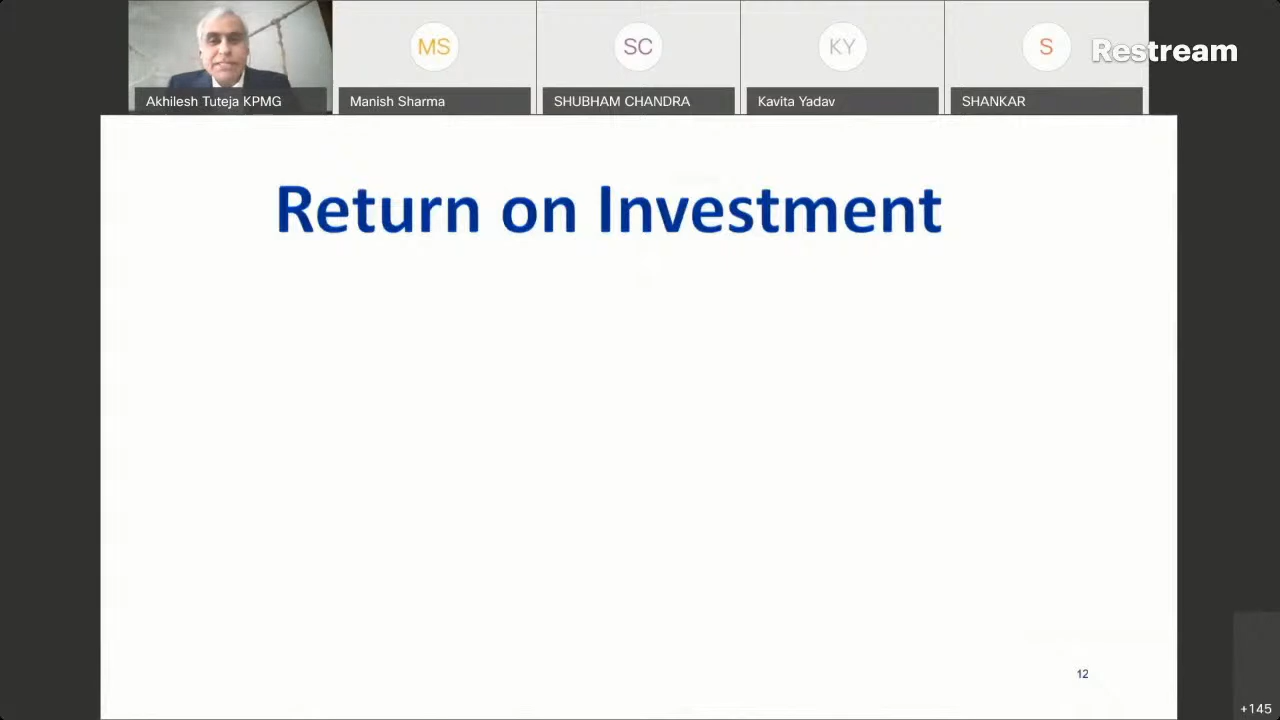 MS
SC
KY
S
Restream
Akhilesh Tuteja KPMG
Manish Sharma
SHUBHAM CHANDRA
Kavita Yadav
SHANKAR
Return on Investment
12
+145